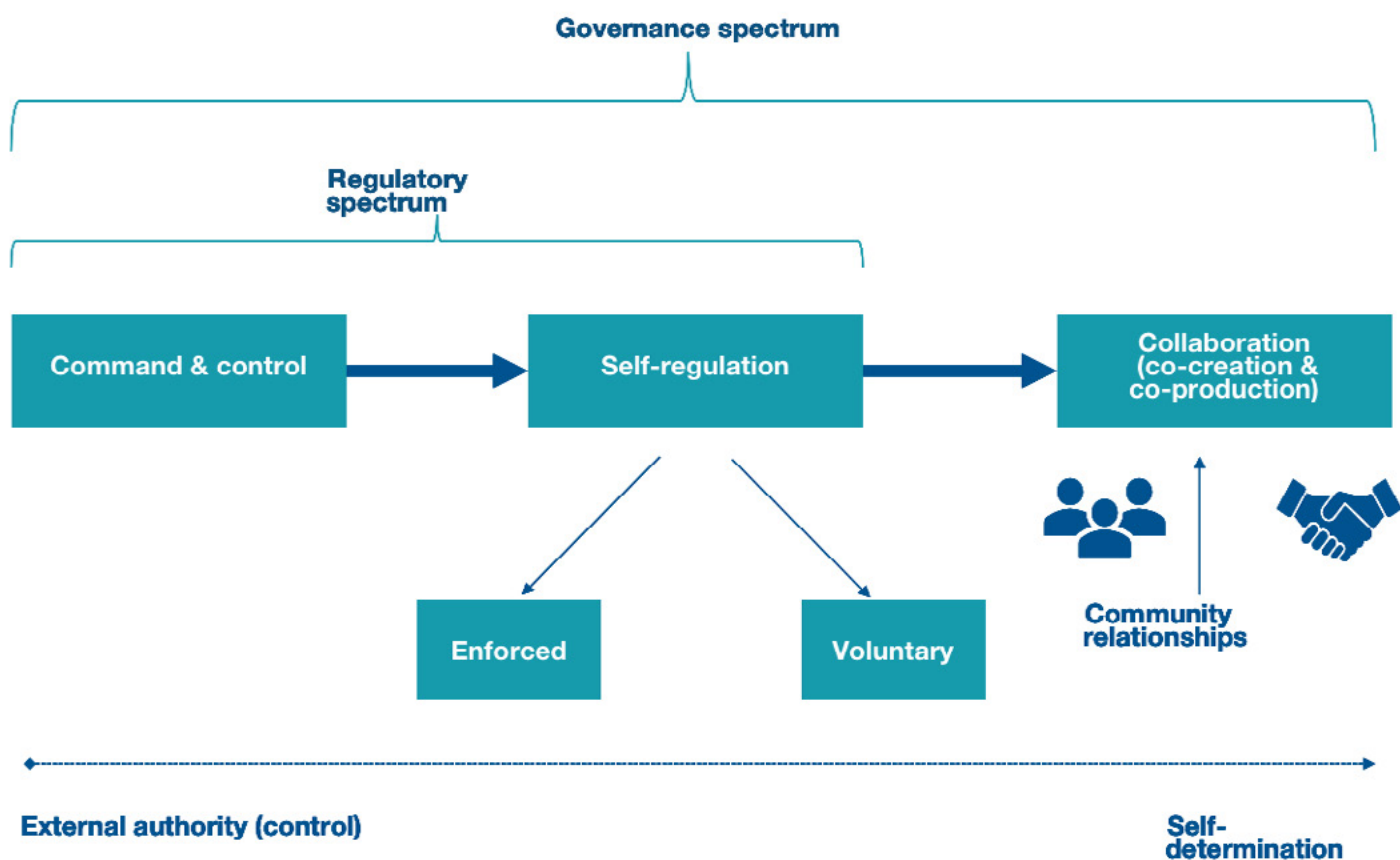 Governance spectrum
Regulatory
spectrum
Command & control
Self-regulation
Collaboration
(co-creation &
co-production)
Enforced
Voluntary
Community
relationships
External authority (control)
Self-
determination